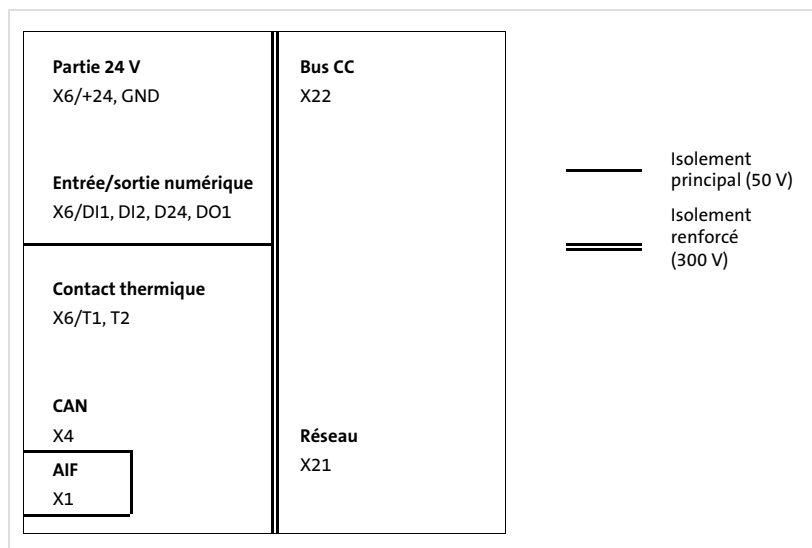 Partie 24 V
X6/+24, GND
Entrée/sortie numérique
X6/DI1, DI2, D24, DO1
Contact thermique
X6/T1, T2
CAN
X4
AIF
X1
Bus CC
X22
Réseau
X21
Isolement
principal (50 V)
Isolement
renforcé
(300 V)